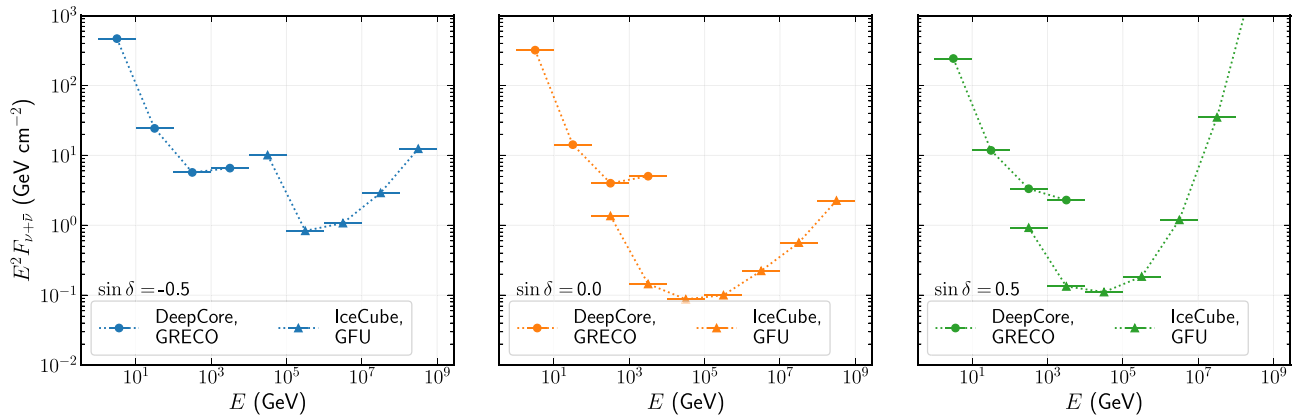 10^3
10^2
10^1
10^0
10^{-1}
10^{-2}
E^2 F_{ν+ν̄} (GeV cm^{-2})
sin δ = -0.5
DeepCore, GRECO
IceCube, GFU
10^1 10^3 10^5 10^7 10^9
E (GeV)
sin δ = 0.0
DeepCore, GRECO
IceCube, GFU
10^1 10^3 10^5 10^7 10^9
E (GeV)
sin δ = 0.5
DeepCore, GRECO
IceCube, GFU
10^1 10^3 10^5 10^7 10^9
E (GeV)